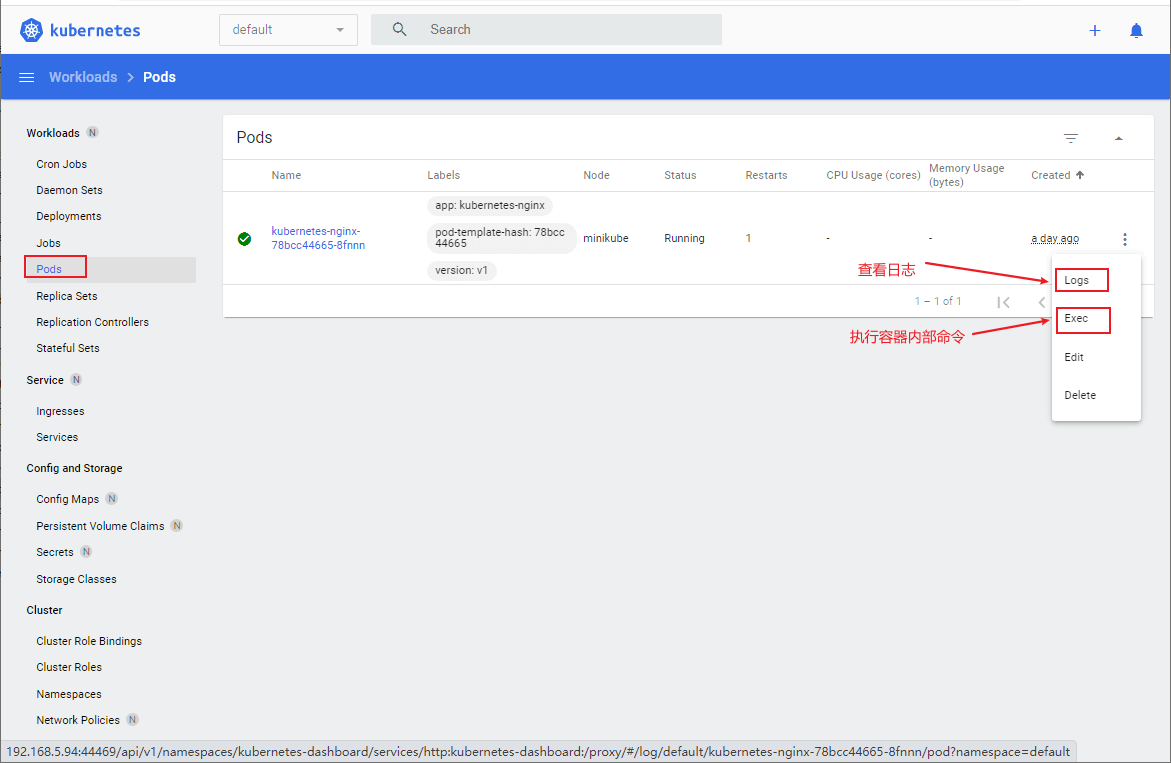 kubernetes
default
Search
Workloads > Pods
Workloads N
Cron Jobs
Daemon Sets
Deployments
Jobs
Pods
Replica Sets
Replication Controllers
Stateful Sets
Service N
Ingresses
Services
Config and Storage
Config Maps N
Persistent Volume Claims N
Secrets N
Storage Classes
Cluster
Cluster Role Bindings
Cluster Roles
Namespaces
Network Policies N
Pods
Name Labels Node Status Restarts CPU Usage (cores) Memory Usage (bytes) Created
kubernetes-nginx-
78bcc44665-8fnnn
app: kubernetes-nginx
pod-template-hash: 78bcc
44665
version: v1
minikube
Running
1
-
-
a day ago
1 – 1 of 1
查看日志
执行容器内部命令
Logs
Exec
Edit
Delete
192.168.5.94:44469/api/v1/namespaces/kubernetes-dashboard/services/http:kubernetes-dashboard:/proxy/#/log/default/kubernetes-nginx-78bcc44665-8fnnn/pod?namespace=default